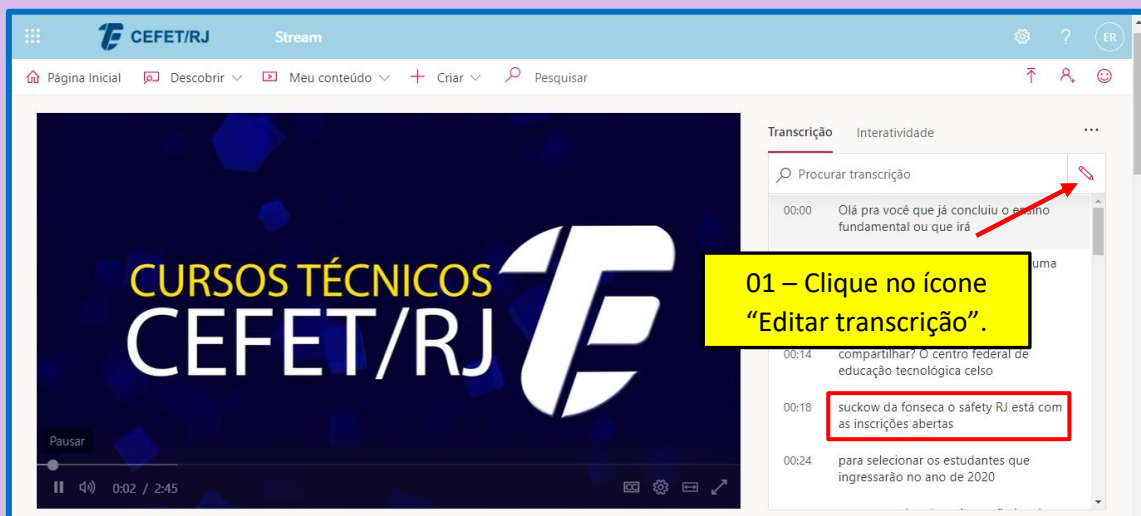 CEFET/RJ Stream ? ER
Página Inicial Descobrir Meu conteúdo Criar Pesquisar
CURSOS TÉCNICOS
CEFET/RJ
Pausar
0:02 / 2:45
CC
Transcrição Interatividade ...
Procurar transcrição
00:00 Olá pra você que já concluiu o ensino
fundamental ou que irá
uma
01 – Clique no ícone
“Editar transcrição”.
00:14 compartilhar? O centro federal de
educação tecnológica celso
00:18 suckow da fonseca o safety RJ está com
as inscrições abertas
00:24 para selecionar os estudantes que
ingressarão no ano de 2020